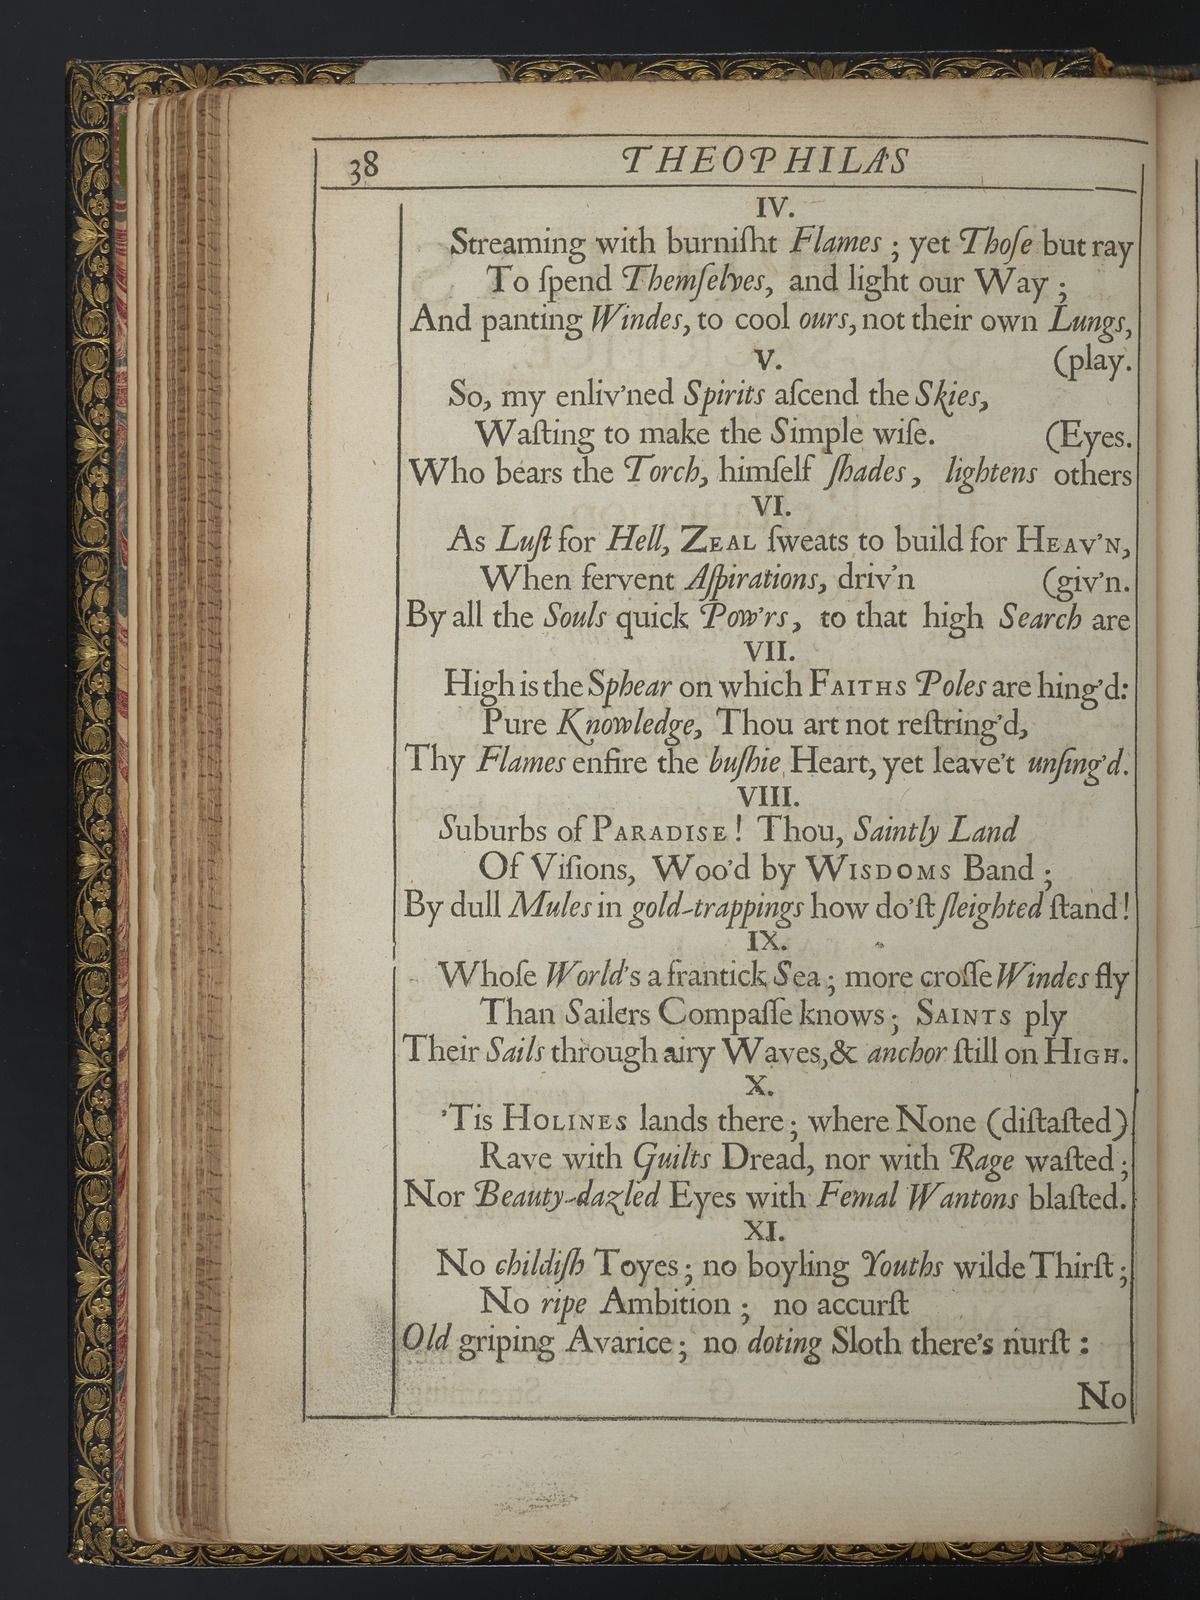 38 THEOPHILA'S
IV.
Streaming with burniſht Flames ; yet Thoſe but ray
To ſpend Themſelves, and light our Way ;
And panting Windes, to cool ours, not their own Lungs,
V. (play.
So, my enliv'ned Spirits aſcend the Skies,
Waſting to make the Simple wiſe. (Eyes.
Who bears the Torch, himſelf ſhades, lightens others
VI.
As Luſt for Hell, ZEAL ſweats to build for HEAV'N,
When fervent Aſpirations, driv'n (giv'n.
By all the Souls quick Pow'rs, to that high Search are
VII.
High is the Sphear on which FAITHS Poles are hing'd:
Pure Knowledge, Thou art not reſtring'd,
Thy Flames enfire the buſhie Heart, yet leave't unſing'd.
VIII.
Suburbs of PARADISE! Thou, Saintly Land
Of Viſions, Woo'd by WISDOMS Band ;
By dull Mules in gold-trappings how do'ſt ſleighted ſtand!
IX.
Whoſe World's a frantick Sea ; more croſſe Windes fly
Than Sailers Compaſſe knows ; SAINTS ply
Their Sails through airy Waves, & anchor ſtill on HIGH.
X.
'Tis HOLINES lands there ; where None (diſtaſted)
Rave with Guilts Dread, nor with Rage waſted ;
Nor Beauty-dazled Eyes with Femal Wantons blaſted.
XI.
No childiſh Toyes ; no boyling Youths wilde Thirſt ;
No ripe Ambition ; no accurſt
Old griping Avarice ; no doting Sloth there's nurſt :
No